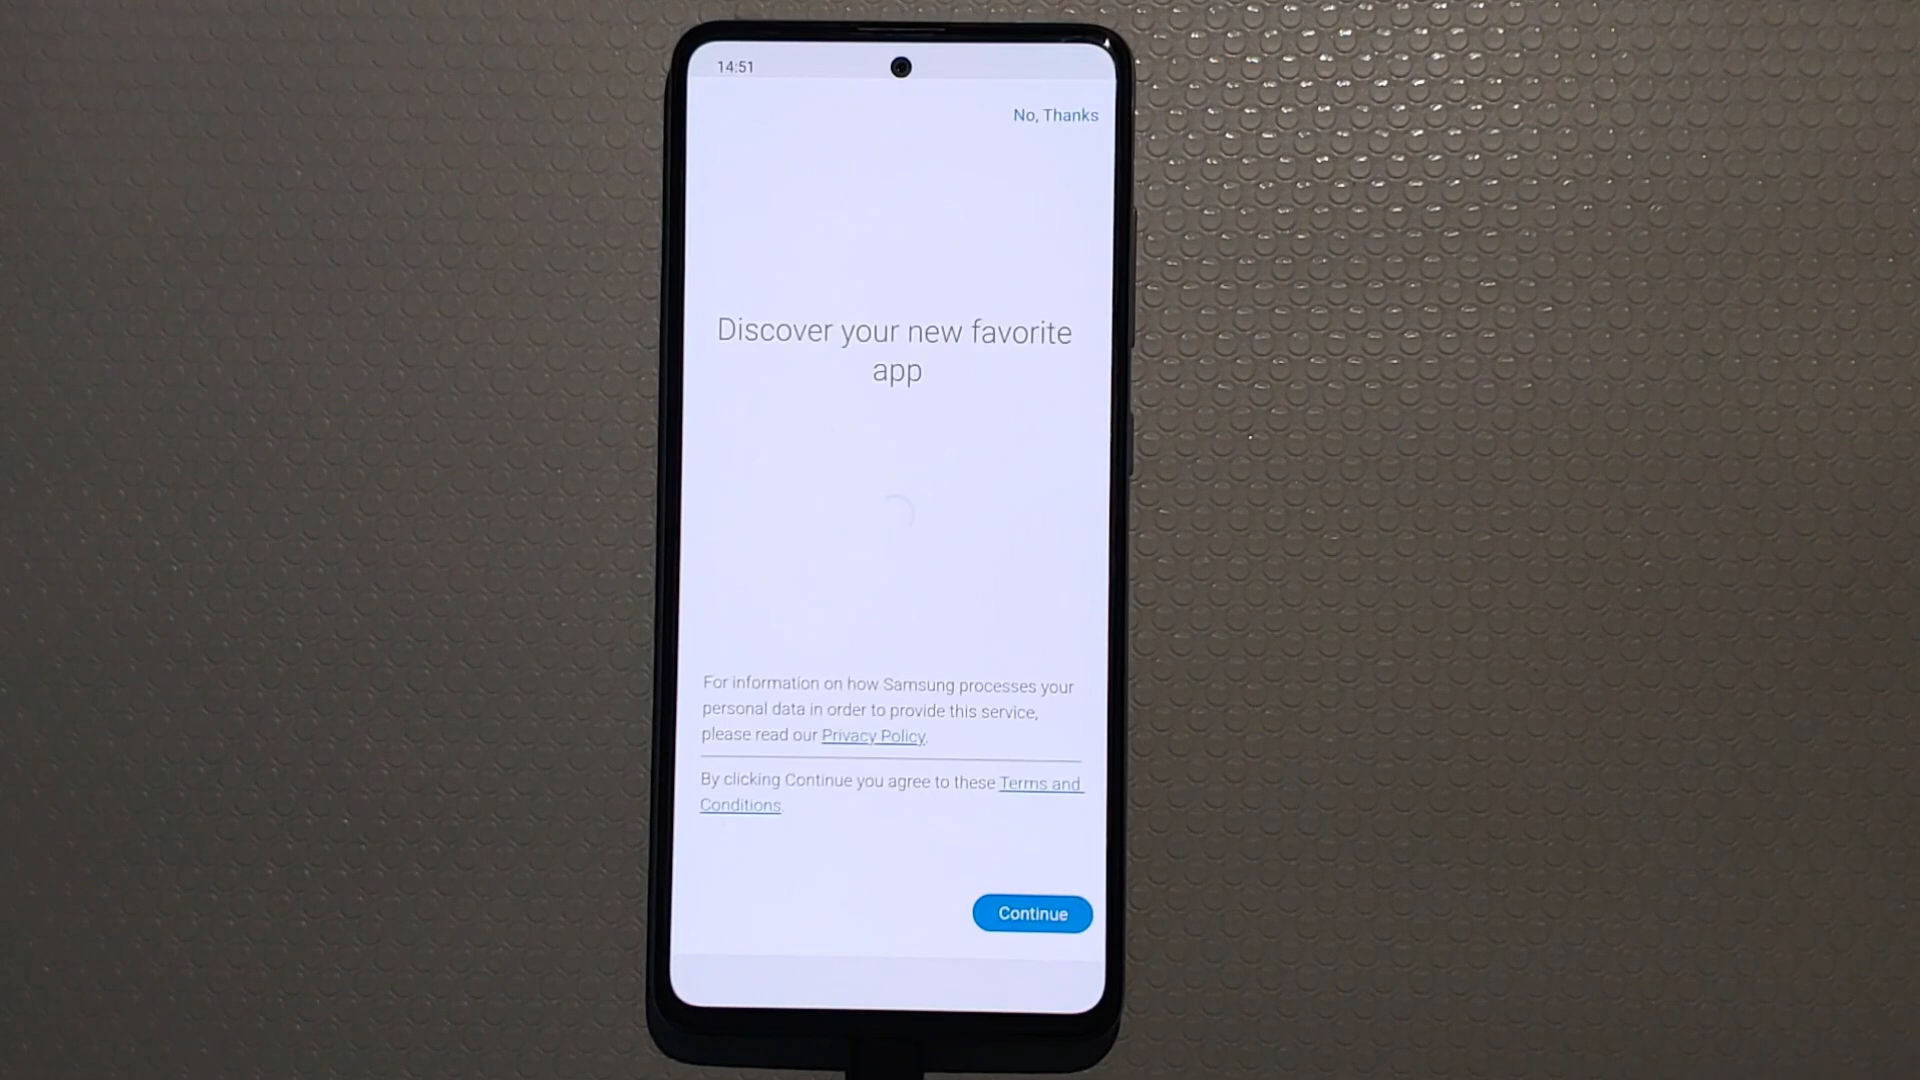 14:51
No, Thanks
Discover your new favorite
app
For information on how Samsung processes your
personal data in order to provide this service,
please read our Privacy Policy.
By clicking Continue you agree to these Terms and
Conditions.
Continue